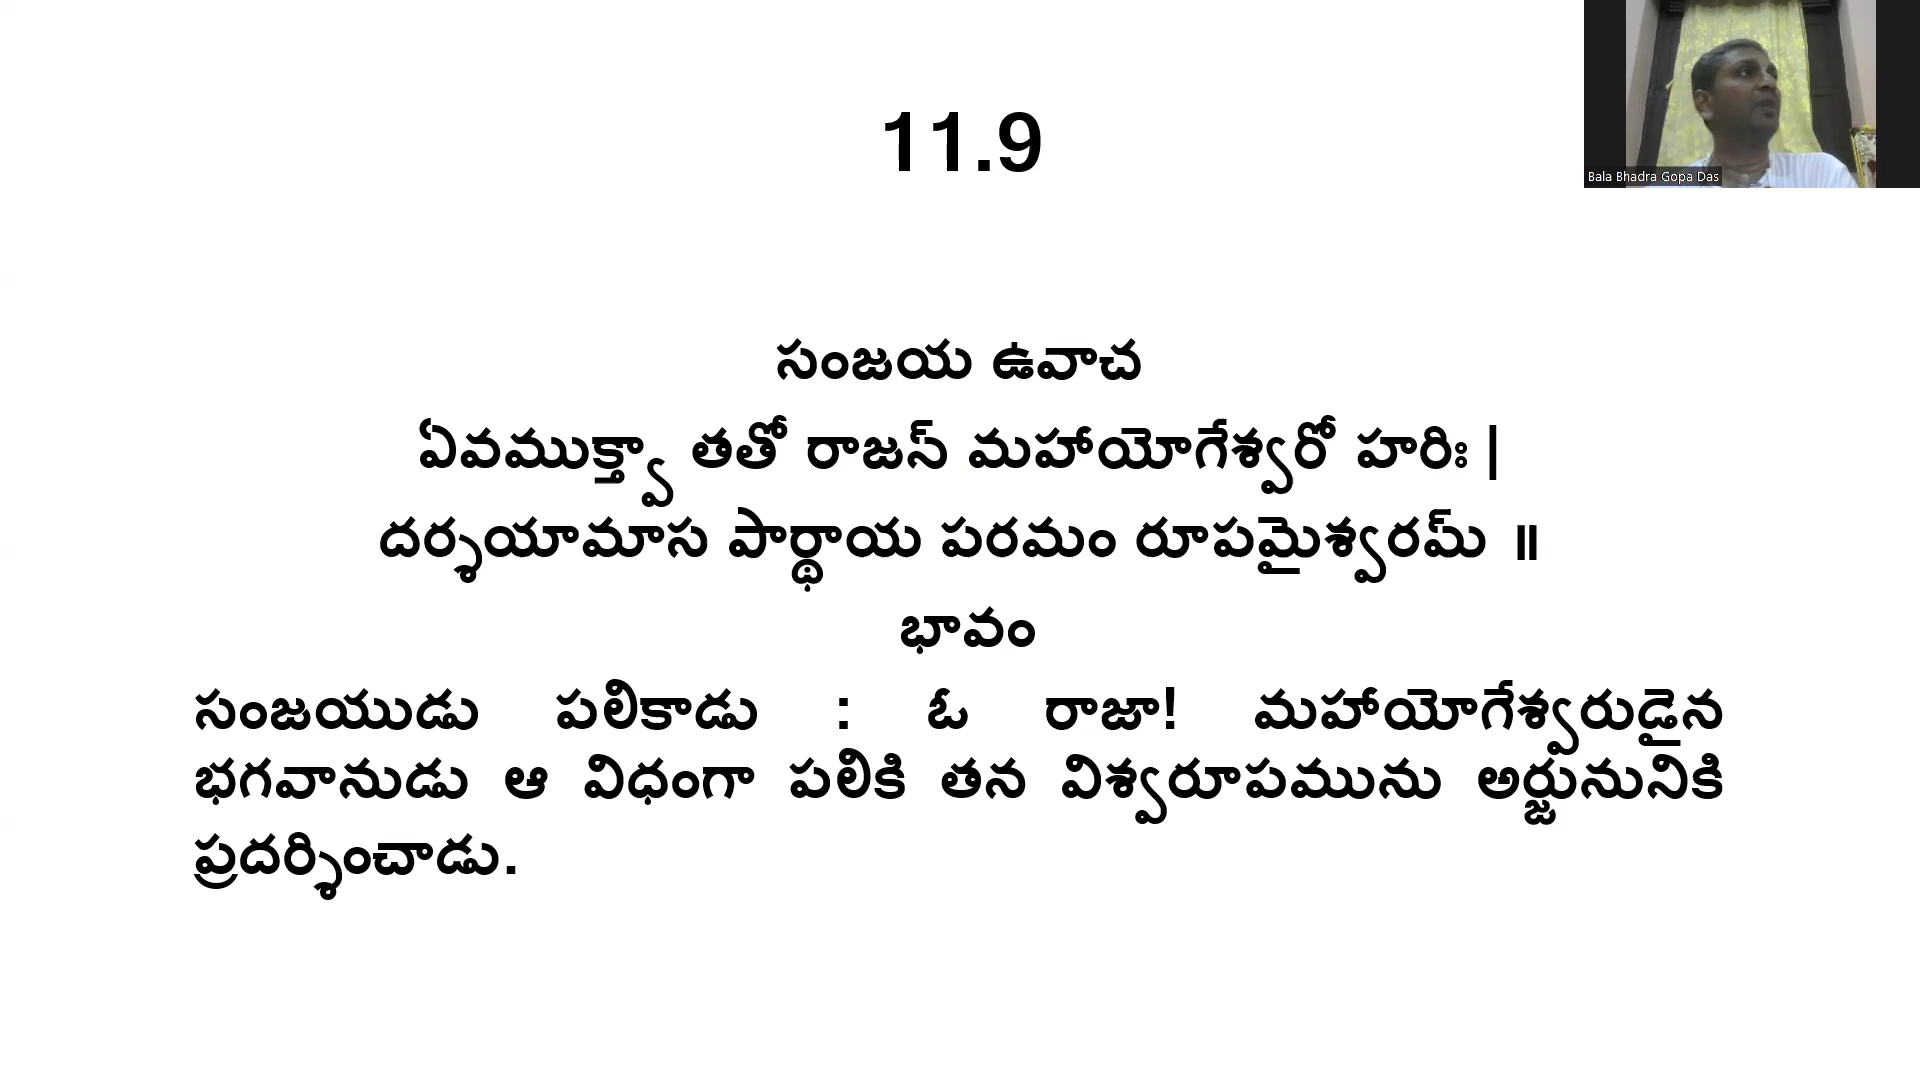 11.9
Bala Bhadra Gopa Das
సంజయ ఉవాచ
ఏవముక్త్వా తతో రాజన్ మహాయోగేశ్వరో హరిః |
దర్శయామాస పార్థాయ పరమం రూపమైశ్వరమ్ ॥
భావం
సంజయుడు పలికాడు : ఓ రాజా! మహాయోగేశ్వరుడైన
భగవానుడు ఆ విధంగా పలికి తన విశ్వరూపమును అర్జునునికి
ప్రదర్శించాడు.